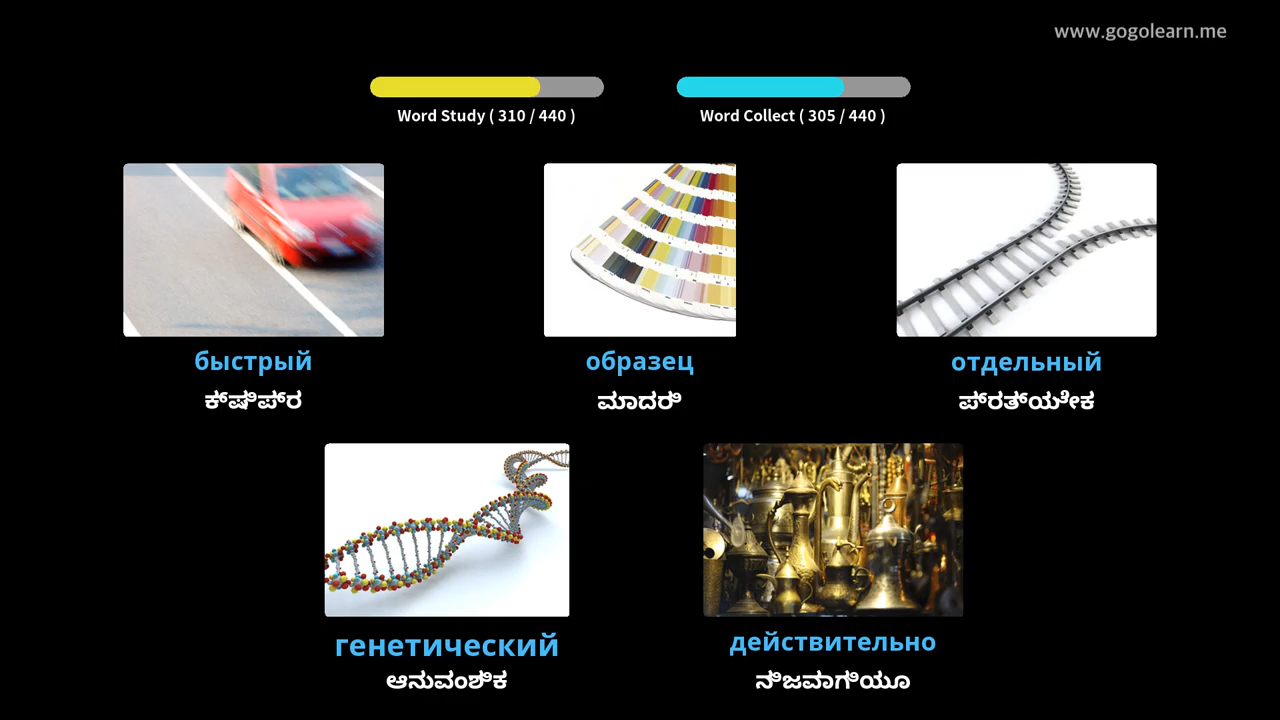 www.gogolearn.me
Word Study ( 310 / 440 )
Word Collect ( 305 / 440 )
быстрый
ಕ್ಷಿಪ್ರ
образец
ಮಾದರಿ
отдельный
ಪ್ರತ್ಯೇಕ
генетический
ಆನುವಂಶಿಕ
действительно
ನಿಜವಾಗಿಯೂ